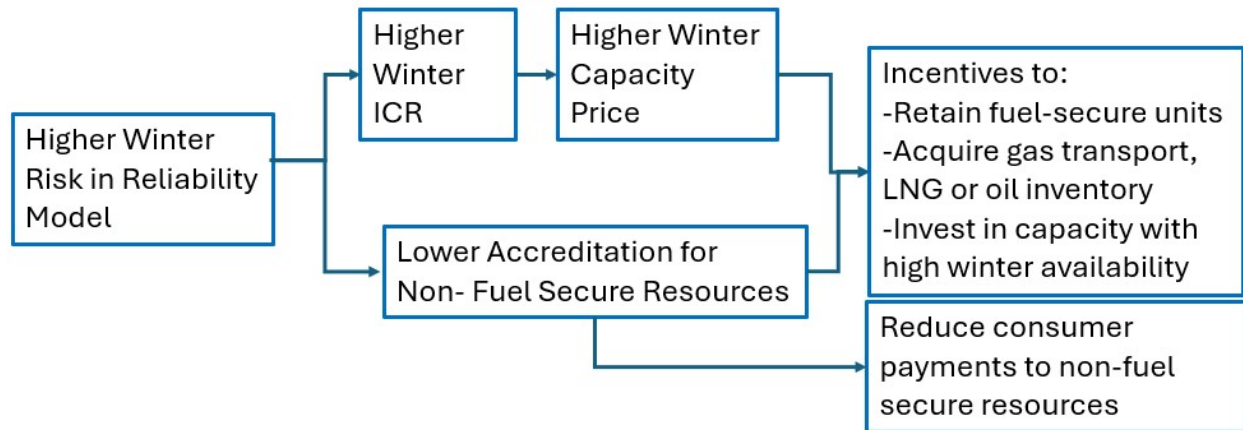 Higher Winter
Risk in Reliability
Model
Higher
Winter
ICR
Higher Winter
Capacity
Price
Lower Accreditation for
Non- Fuel Secure Resources
Incentives to:
-Retain fuel-secure units
-Acquire gas transport,
LNG or oil inventory
-Invest in capacity with
high winter availability
Reduce consumer
payments to non-fuel
secure resources